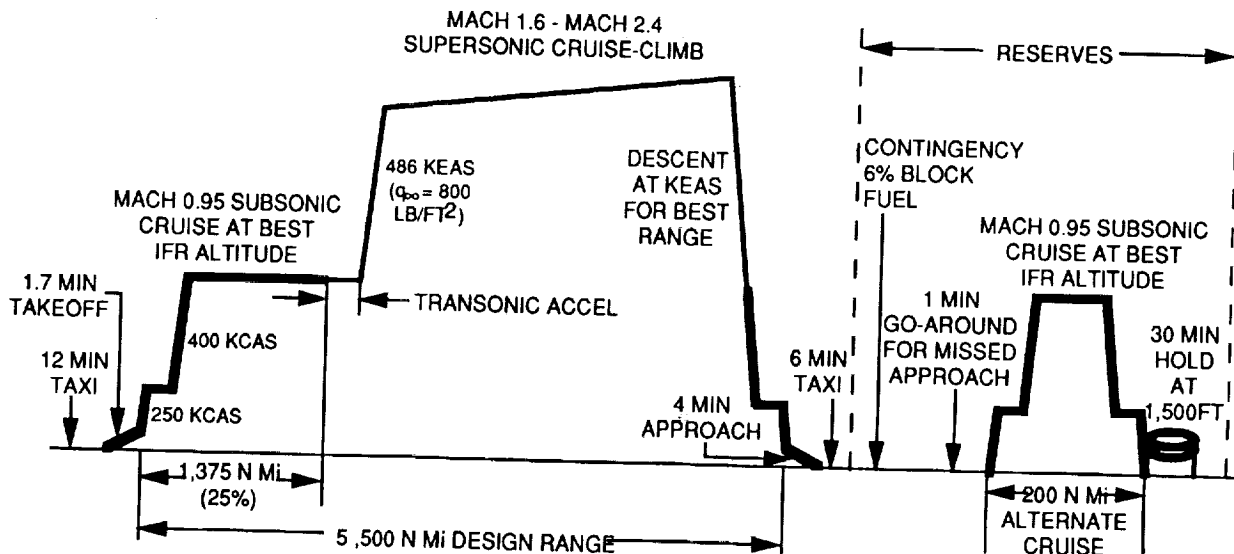 MACH 1.6 - MACH 2.4
SUPERSONIC CRUISE-CLIMB
RESERVES
486 KEAS
(q∞ = 800
LB/FT2)
DESCENT
AT KEAS
FOR BEST
RANGE
CONTINGENCY
6% BLOCK
FUEL
MACH 0.95 SUBSONIC
CRUISE AT BEST
IFR ALTITUDE
MACH 0.95 SUBSONIC
CRUISE AT BEST
IFR ALTITUDE
1.7 MIN
TAKEOFF
TRANSONIC ACCEL
1 MIN
GO-AROUND
FOR MISSED
APPROACH
30 MIN
HOLD
AT
1,500FT
12 MIN
TAXI
400 KCAS
6 MIN
TAXI
250 KCAS
4 MIN
APPROACH
1,375 N Mi
(25%)
200 N Mi
ALTERNATE
CRUISE
5 ,500 N Mi DESIGN RANGE